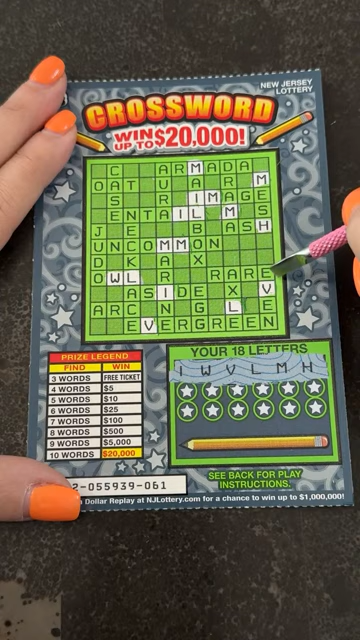 NEW JERSEY
LOTTERY
CROSSWORD
WIN
UP TO $20,000!
C ARMADA
OAT U A R M
A R IMAGE
SENTAIL M S
J E U B ASH
UNCOMMON
D C A O
K A R X RARE
OWL R
ASIDE X V
ARC N E L E
EVERGREEN
PRIZE LEGEND
FIND WIN
3 WORDS FREE TICKET
4 WORDS $5
5 WORDS $10
6 WORDS $25
7 WORDS $100
8 WORDS $500
9 WORDS $5,000
10 WORDS $20,000
YOUR 18 LETTERS
I W V L M H
2-055939-061
SEE BACK FOR PLAY
INSTRUCTIONS.
Dollar Replay at NJLottery.com for a chance to win up to $1,000,000!